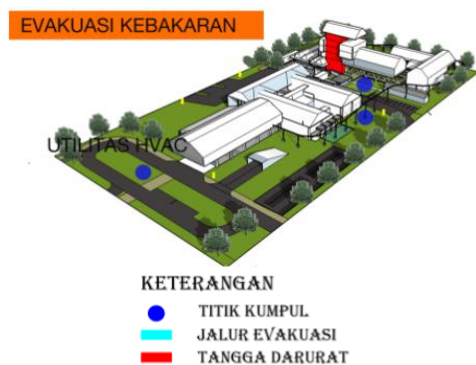 EVAKUASI KEBAKARAN
UTILITAS HVAC
KETERANGAN
TITIK KUMPUL
JALUR EVAKUASI
TANGGA DARURAT